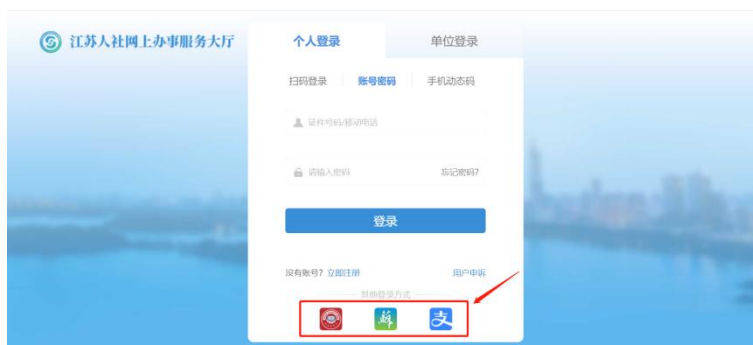 江苏人社网上办事服务大厅
个人登录 单位登录
扫码登录 账号密码 手机动态码
证件号码/移动电话
请输入密码 忘记密码?
登录
没有账号? 立即注册 用户申诉
其他登录方式
苏 支